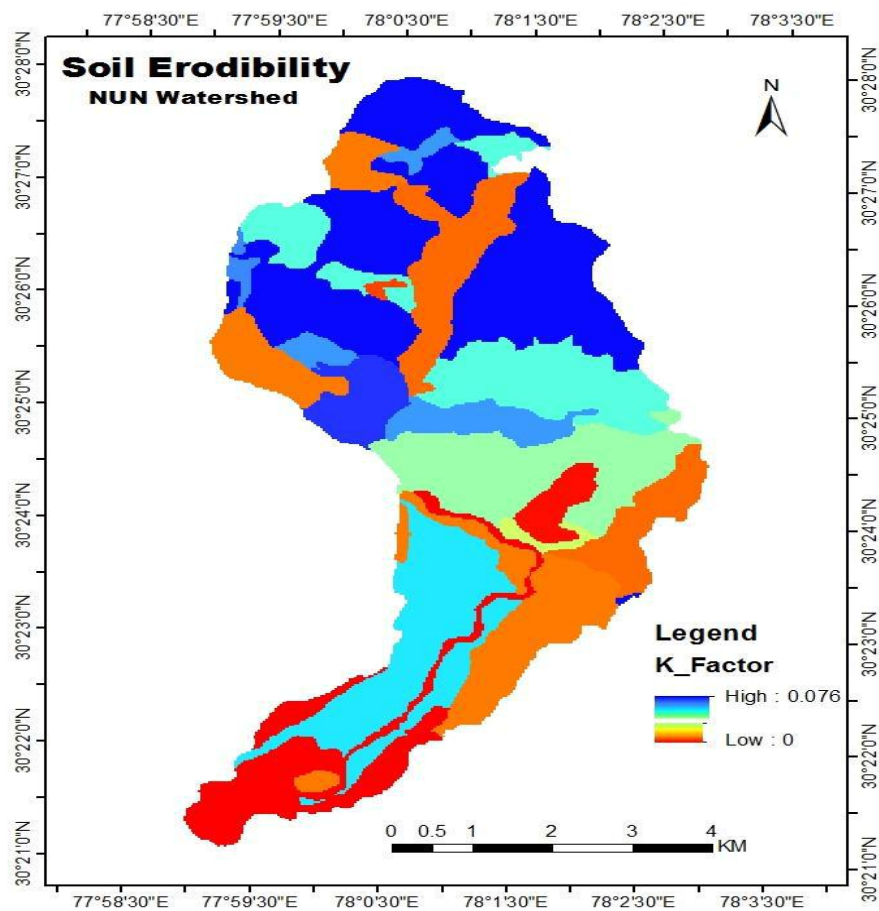 77°58'30"E 77°59'30"E 78°0'30"E 78°1'30"E 78°2'30"E 78°3'30"E
Soil Erodibility
NUN Watershed
N
30°28'0"N 30°28'0"N
30°27'0"N 30°27'0"N
30°26'0"N 30°26'0"N
30°25'0"N 30°25'0"N
30°24'0"N 30°24'0"N
30°23'0"N 30°23'0"N
30°22'0"N 30°22'0"N
30°21'0"N 30°21'0"N
Legend
K_Factor
High : 0.076
Low : 0
0 0.5 1 2 3 4
KM
77°58'30"E 77°59'30"E 78°0'30"E 78°1'30"E 78°2'30"E 78°3'30"E